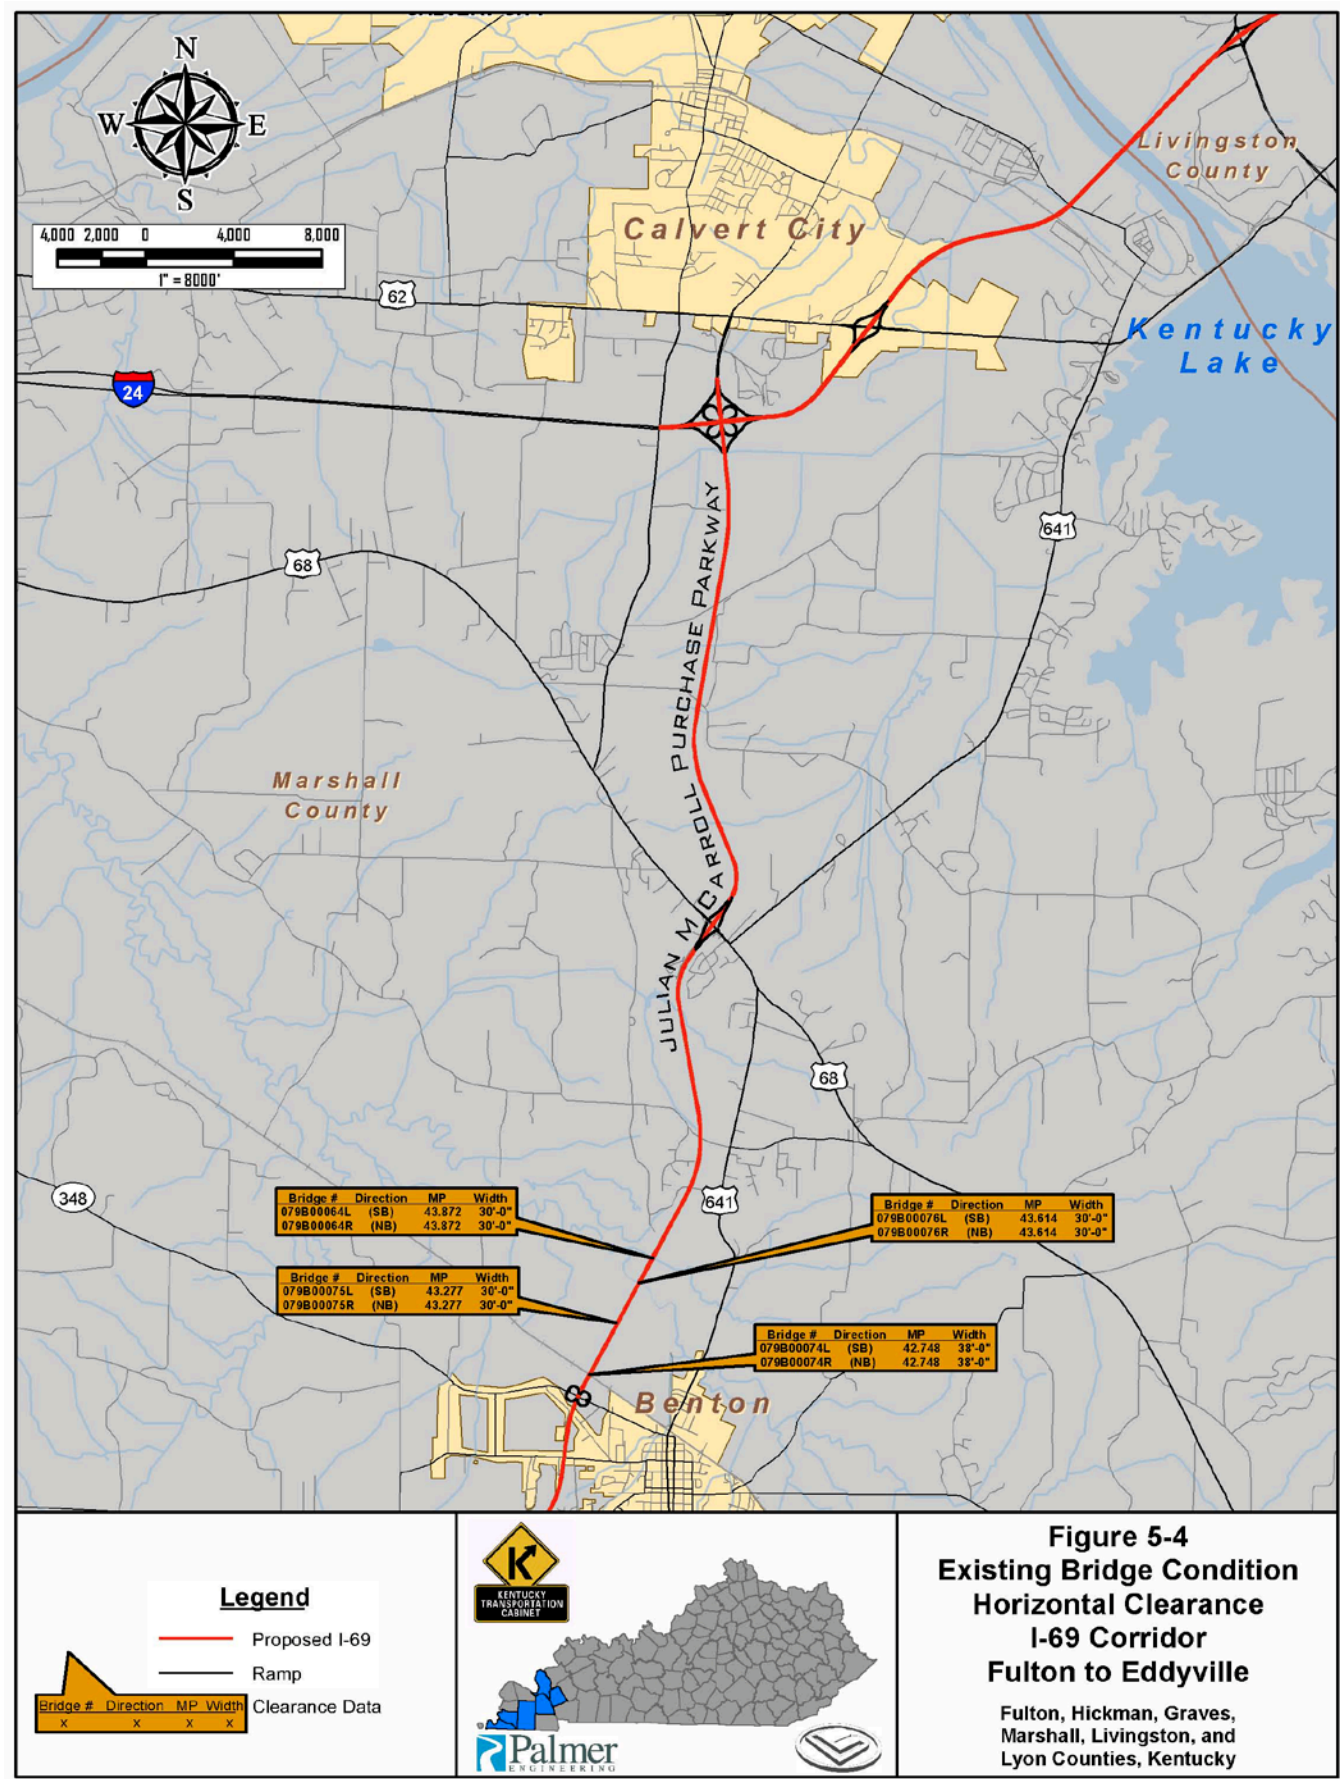 N
W E
S
4,000 2,000 0 4,000 8,000
1" = 8000'
Livingston
County
Calvert City
62
Kentucky
Lake
24
641
68
JULIAN M CARROLL PURCHASE PARKWAY
Marshall
County
68
348
641
Bridge # Direction MP Width
079B00064L (SB) 43.872 30'-0"
079B00064R (NB) 43.872 30'-0"
Bridge # Direction MP Width
079B00076L (SB) 43.614 30'-0"
079B00076R (NB) 43.614 30'-0"
Bridge # Direction MP Width
079B00075L (SB) 43.277 30'-0"
079B00075R (NB) 43.277 30'-0"
Bridge # Direction MP Width
079B00074L (SB) 42.748 38'-0"
079B00074R (NB) 42.748 38'-0"
Benton
Legend
Proposed I-69
Ramp
Bridge # Direction MP Width
x x x x
Clearance Data
K
KENTUCKY
TRANSPORTATION
CABINET
Palmer
ENGINEERING
Figure 5-4
Existing Bridge Condition
Horizontal Clearance
I-69 Corridor
Fulton to Eddyville
Fulton, Hickman, Graves,
Marshall, Livingston, and
Lyon Counties, Kentucky